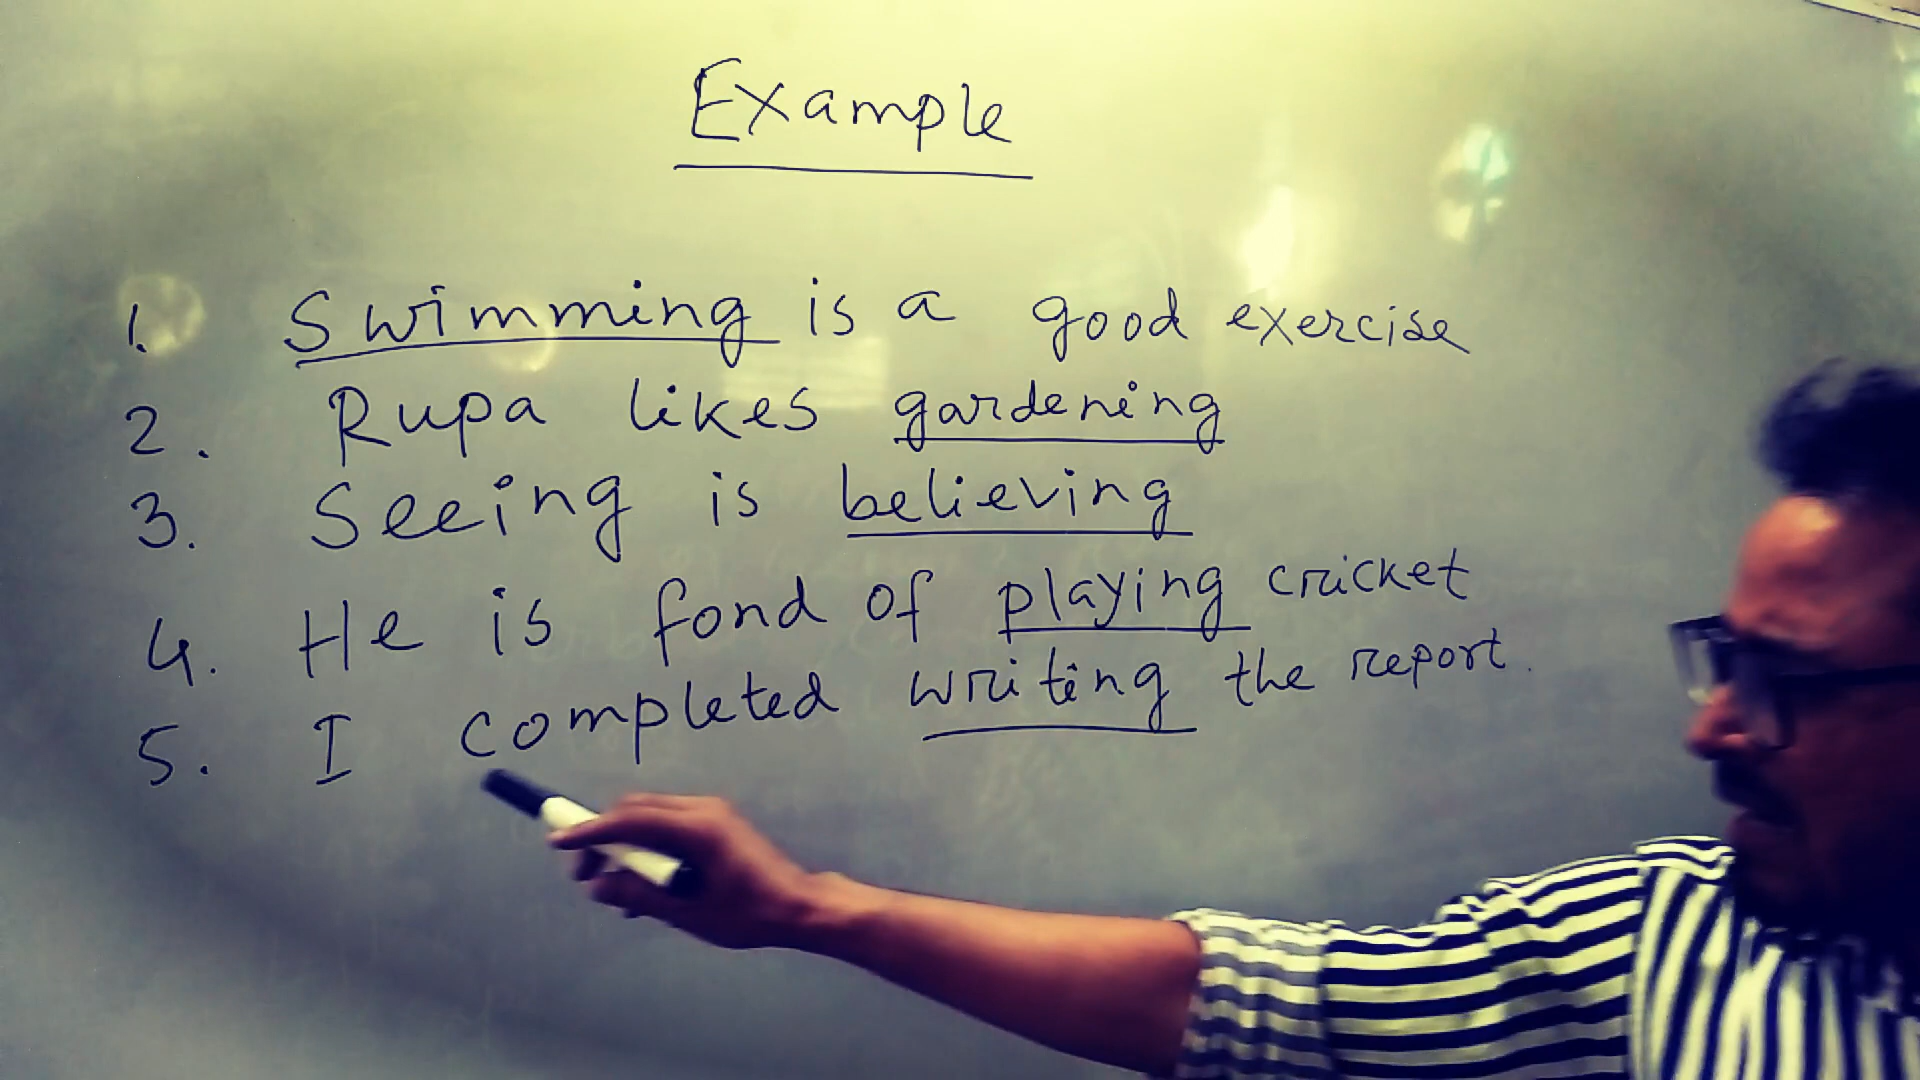 Example
1. Swimming is a good exercise
2. Rupa likes gardening
3. Seeing is believing
4. He is fond of playing cricket
5. I completed writing the report.